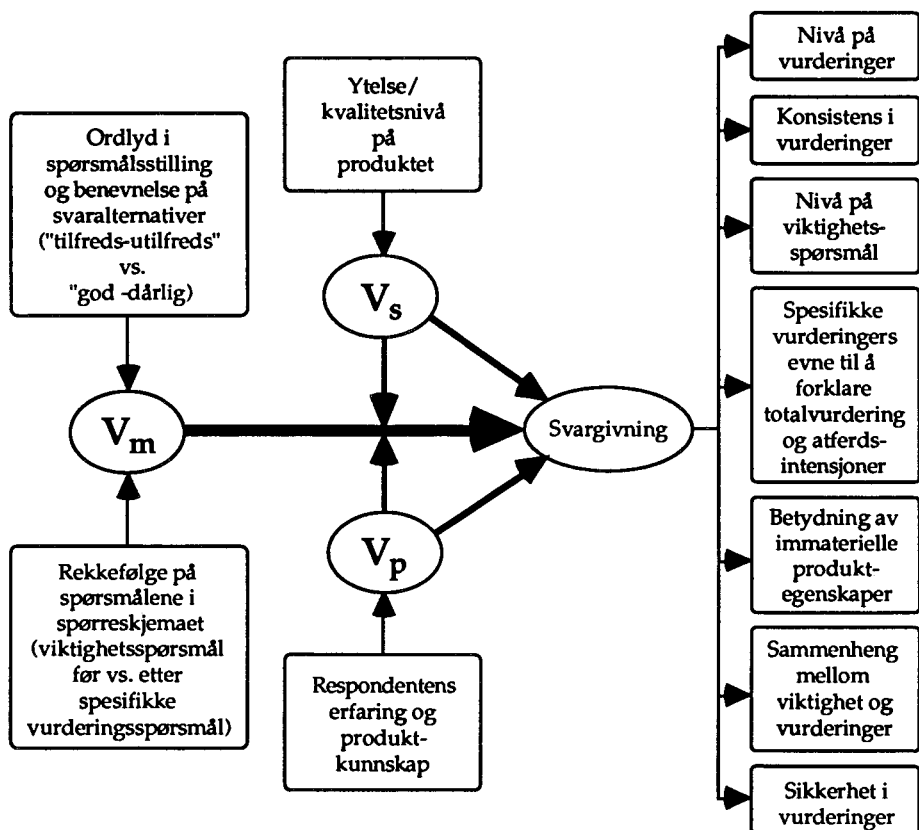 Ordlyd i
spørsmålsstilling
og benevnelse på
svaralternativer
("tilfreds-utilfreds"
vs.
"god -dårlig)
Ytelse/
kvalitetsnivå
på
produktet
V_s
V_m
Svargivning
V_p
Rekkefølge på
spørsmålene i
spørreskjemaet
(viktighetsspørsmål
før vs. etter
spesifikke
vurderingsspørsmål)
Respondentens
erfaring og
produkt-
kunnskap
Nivå på
vurderinger
Konsistens i
vurderinger
Nivå på
viktighets-
spørsmål
Spesifikke
vurderingers
evne til å
forklare
totalvurdering
og atferds-
intensjoner
Betydning av
immaterielle
produkt-
egenskaper
Sammenheng
mellom
viktighet og
vurderinger
Sikkerhet i
vurderinger